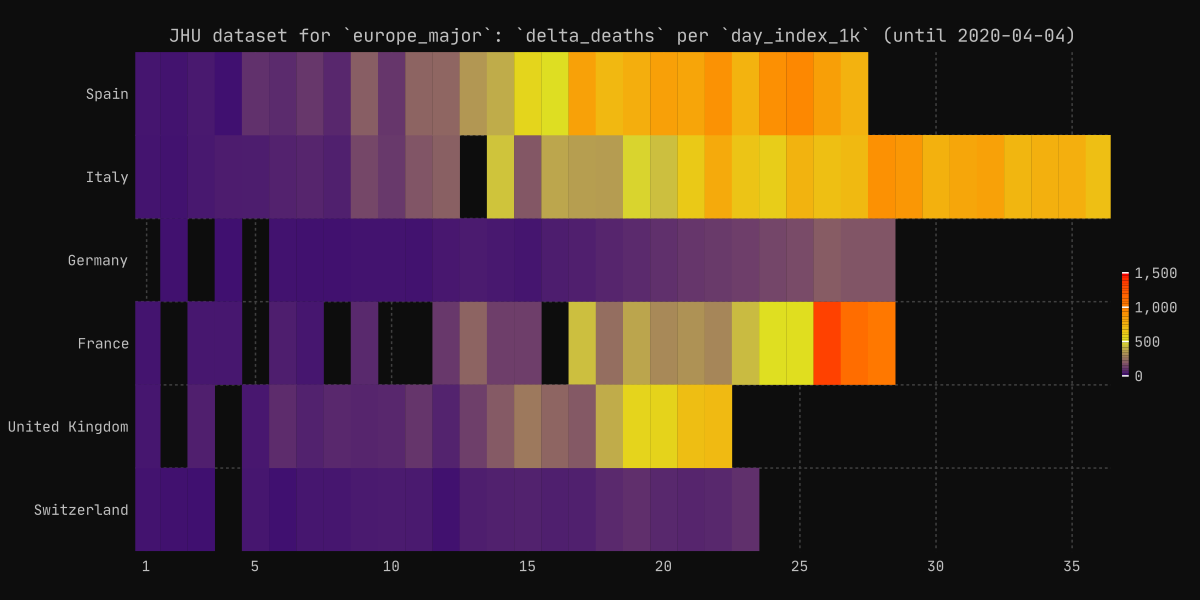 JHU dataset for `europe_major`: `delta_deaths` per `day_index_1k` (until 2020-04-04)
Spain
Italy
Germany
France
United Kingdom
Switzerland
1,500
1,000
500
0
1 5 10 15 20 25 30 35